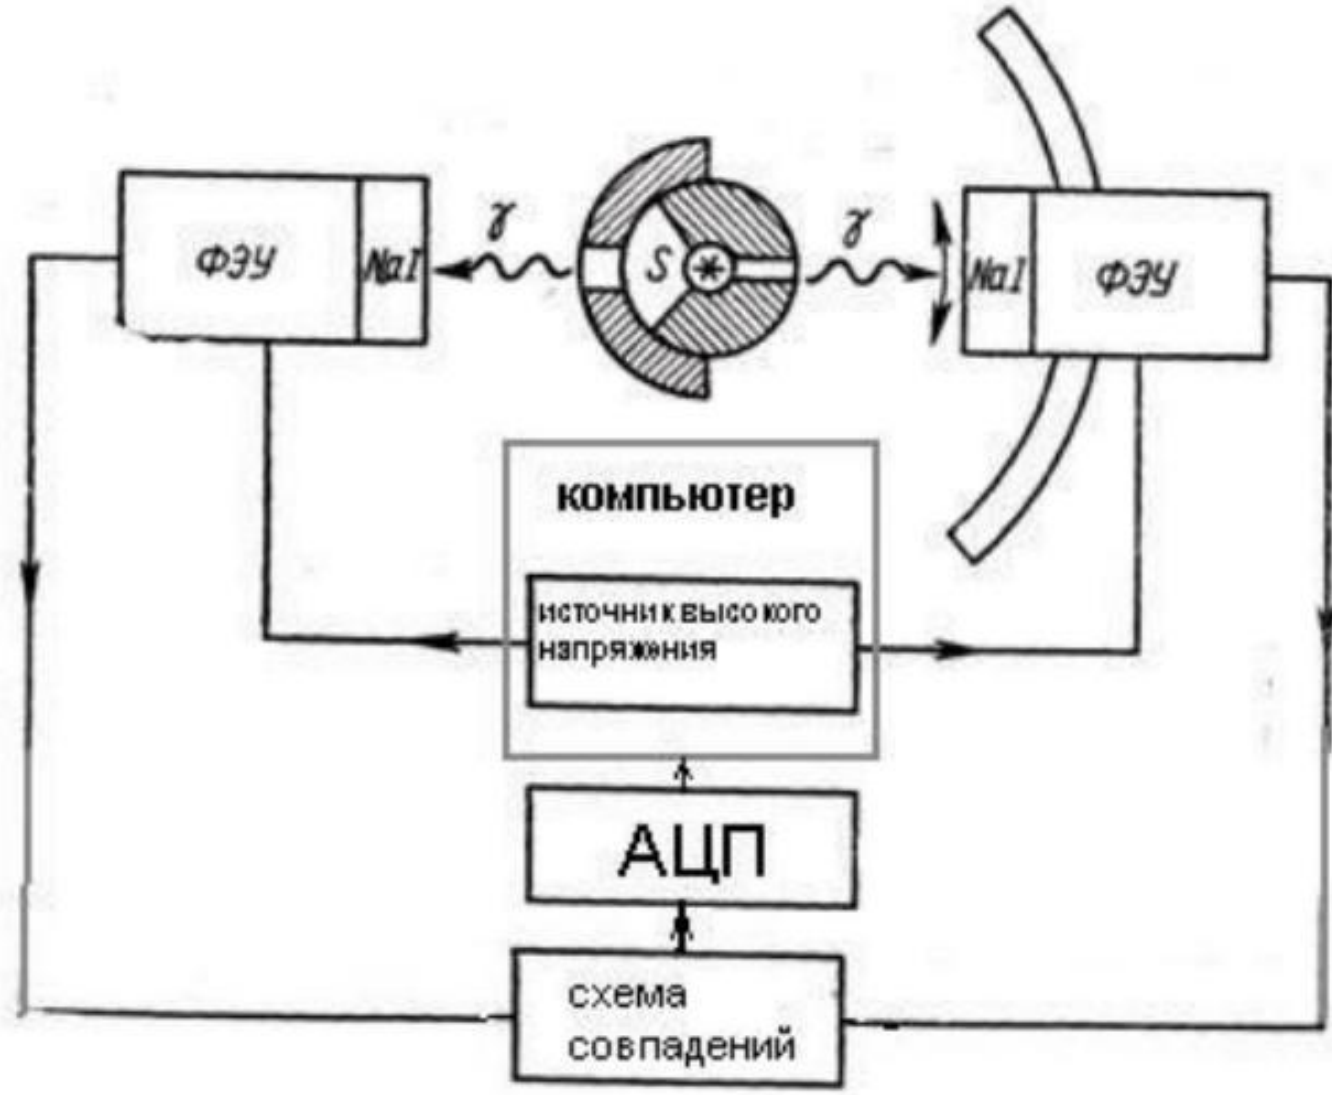 γ
γ
ФЭУ
NaI
S
NaI
ФЭУ
компьютер
источник высокого
напряжения
АЦП
схема
совпадений